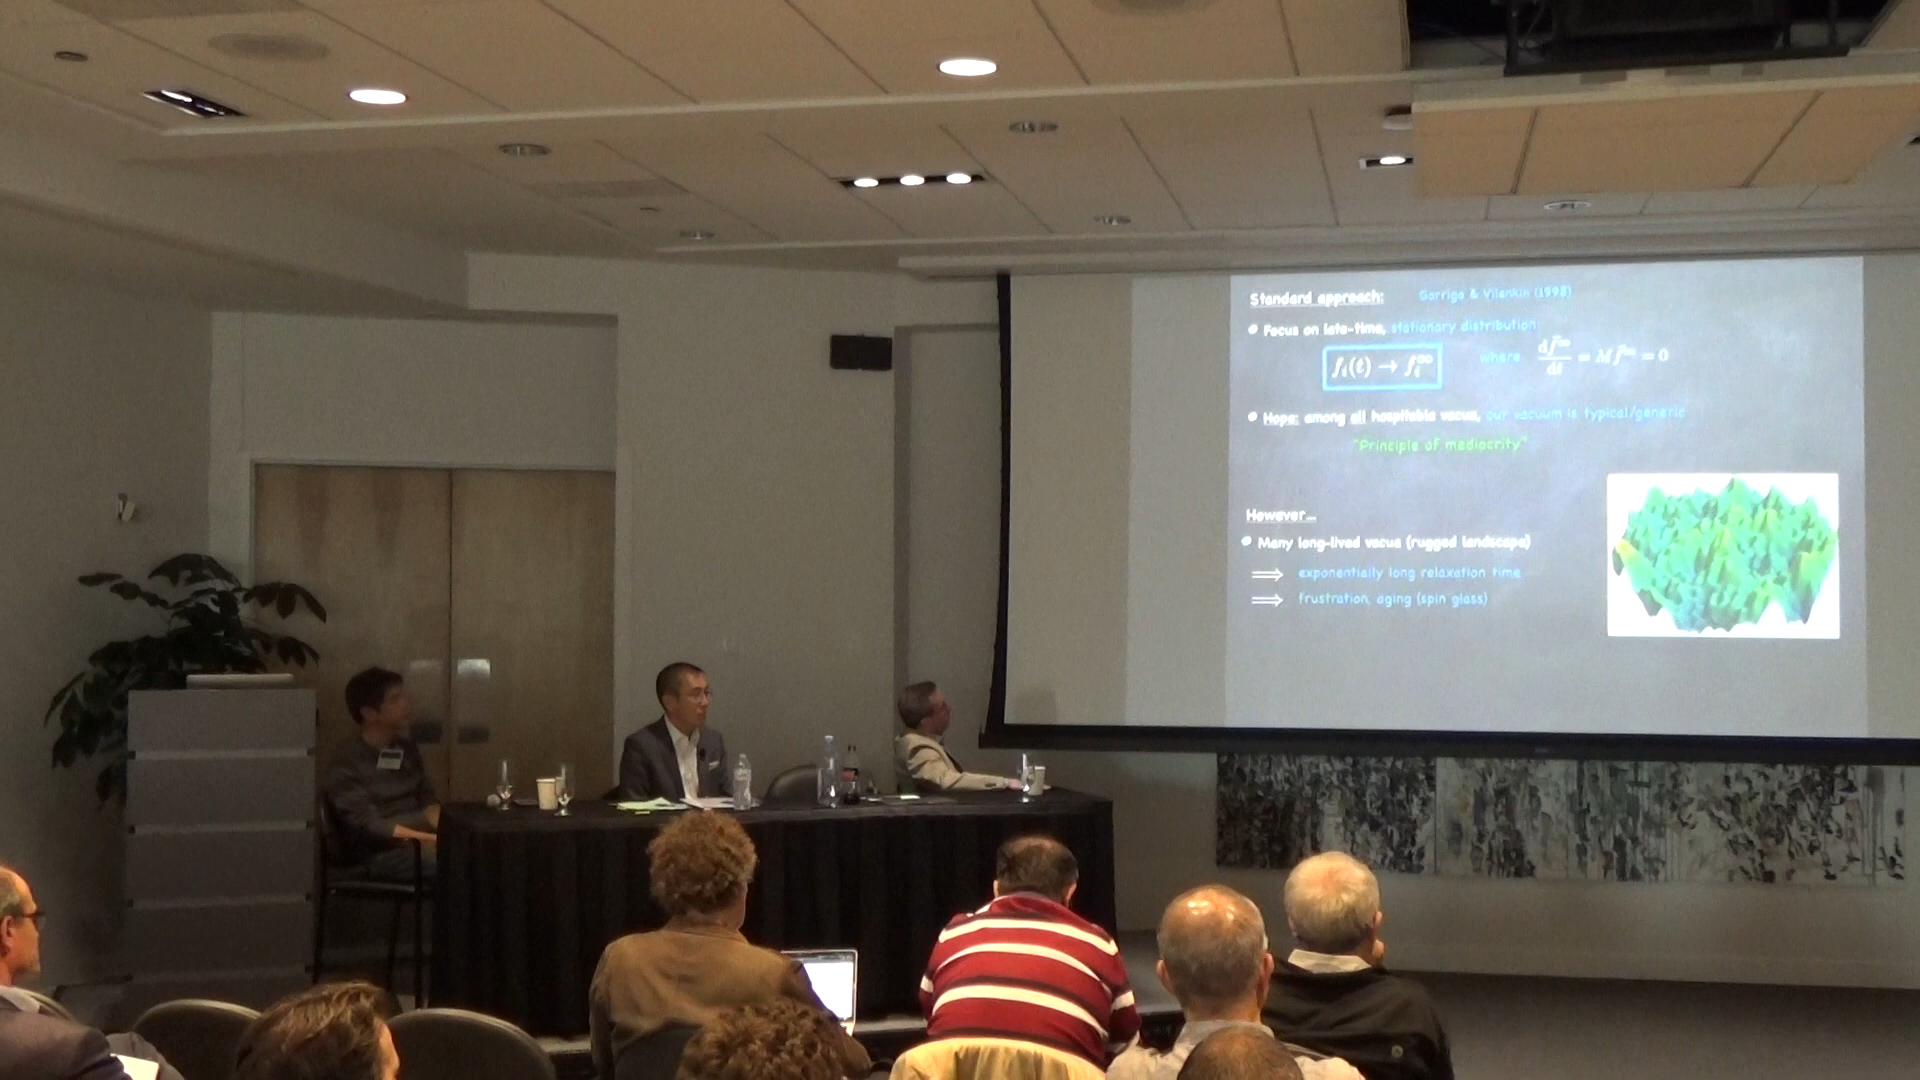 Standard approach: Garriga & Vilenkin (1998)
Focus on late-time, stationary distribution
f_i(t) → f_i^∞ where df⃗^∞/dt = Mf⃗^∞ = 0
Hope: among all hospitable vacua, our vacuum is typical/generic
"Principle of mediocrity"
However...
Many long-lived vacua (rugged landscape)
⟹ exponentially long relaxation time
⟹ frustration, aging (spin glass)